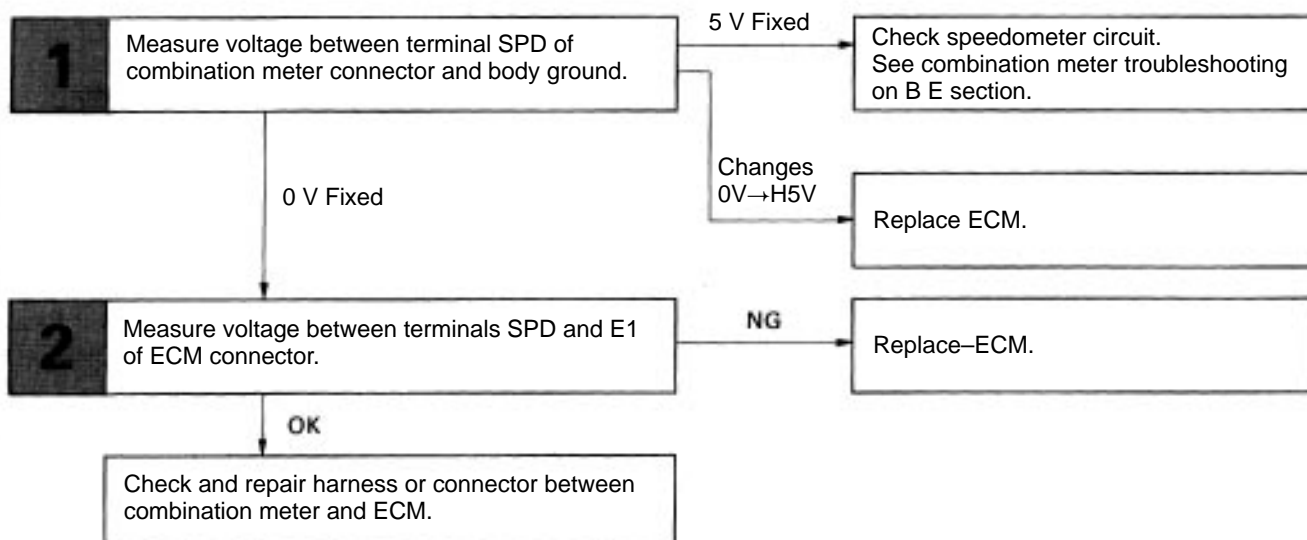 1
Measure voltage between terminal SPD of
combination meter connector and body ground.
5 V Fixed
Check speedometer circuit.
See combination meter troubleshooting
on B E section.
Changes
0V→H5V
Replace ECM.
0 V Fixed
2
Measure voltage between terminals SPD and E1
of ECM connector.
NG
Replace–ECM.
OK
Check and repair harness or connector between
combination meter and ECM.